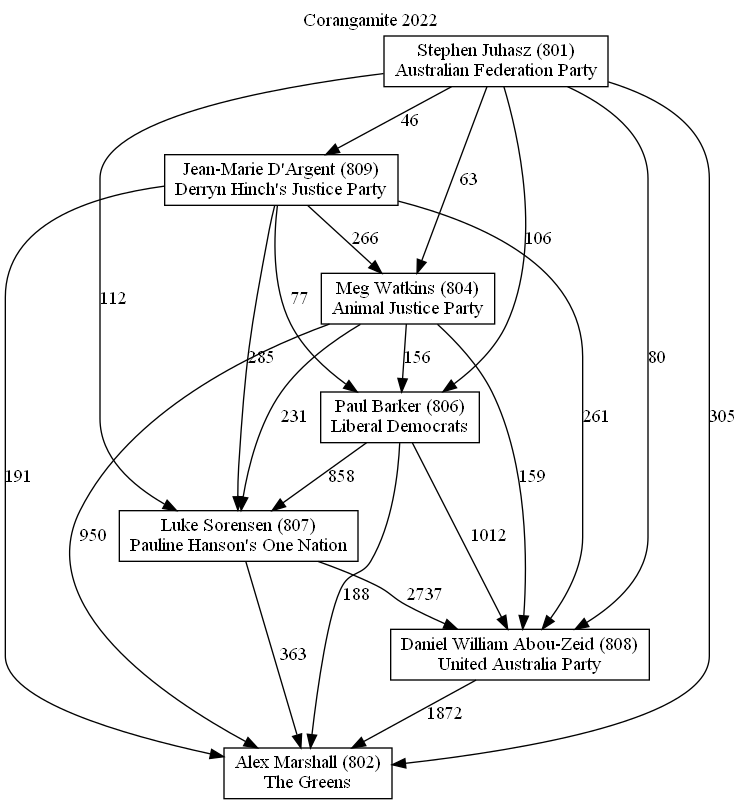 Corangamite 2022
Stephen Juhasz (801)
Australian Federation Party
46
Jean-Marie D'Argent (809)
Derryn Hinch's Justice Party
63
266
106
Meg Watkins (804)
Animal Justice Party
112
77
285
156
80
231
Paul Barker (806)
Liberal Democrats
261
305
191
858
159
Luke Sorensen (807)
Pauline Hanson's One Nation
950
1012
188
2737
363
Daniel William Abou-Zeid (808)
United Australia Party
1872
Alex Marshall (802)
The Greens